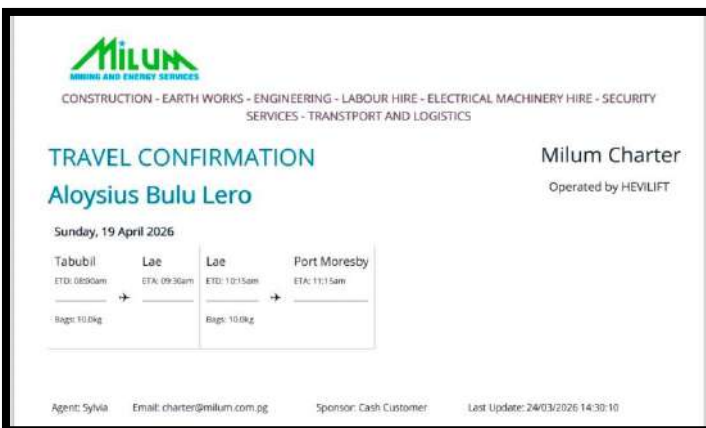 MiLUM
MINING AND ENERGY SERVICES
CONSTRUCTION - EARTH WORKS - ENGINEERING - LABOUR HIRE - ELECTRICAL MACHINERY HIRE - SECURITY
SERVICES - TRANSTPORT AND LOGISTICS
TRAVEL CONFIRMATION
Milum Charter
Aloysius Bulu Lero
Operated by HEVILIFT
Sunday, 19 April 2026
Tabubil Lae Lae Port Moresby
ETD: 08:00am ETA: 09:30am ETD: 10:15am ETA: 11:15am
Bags: 10.0kg Bags: 10.0kg
Agent: Sylvia Email: charter@milum.com.pg Sponsor: Cash Customer Last Update: 24/03/2026 14:30:10